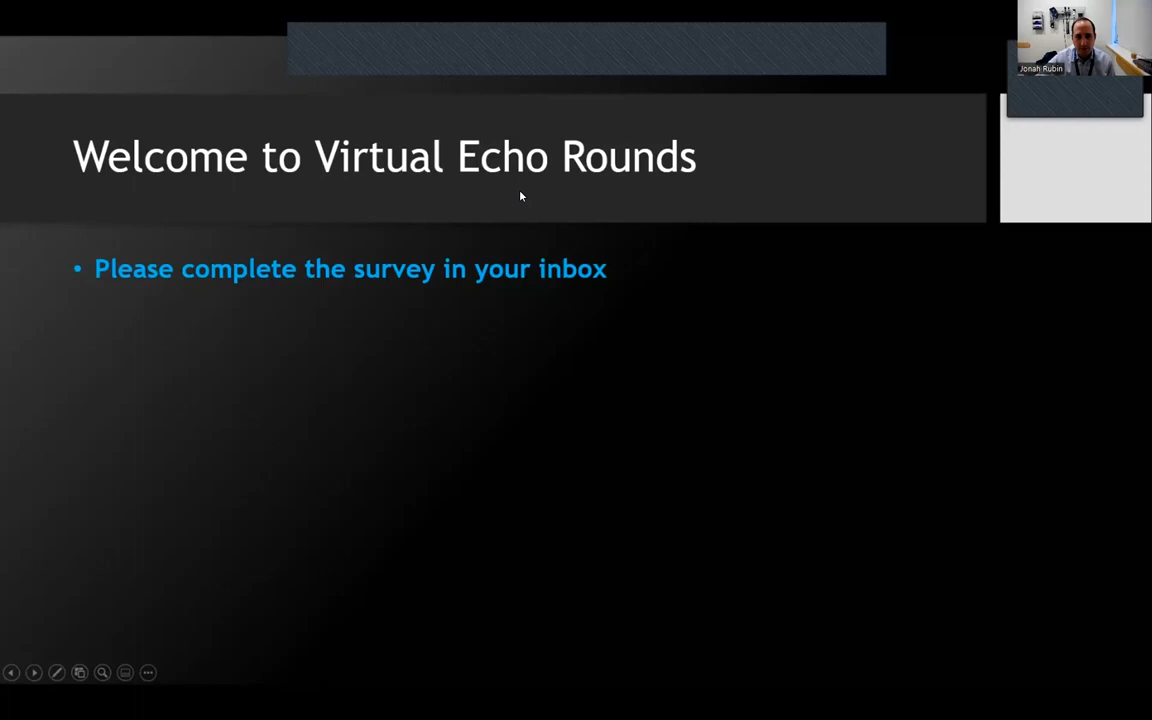 Jonah Rubin
Welcome to Virtual Echo Rounds
• Please complete the survey in your inbox